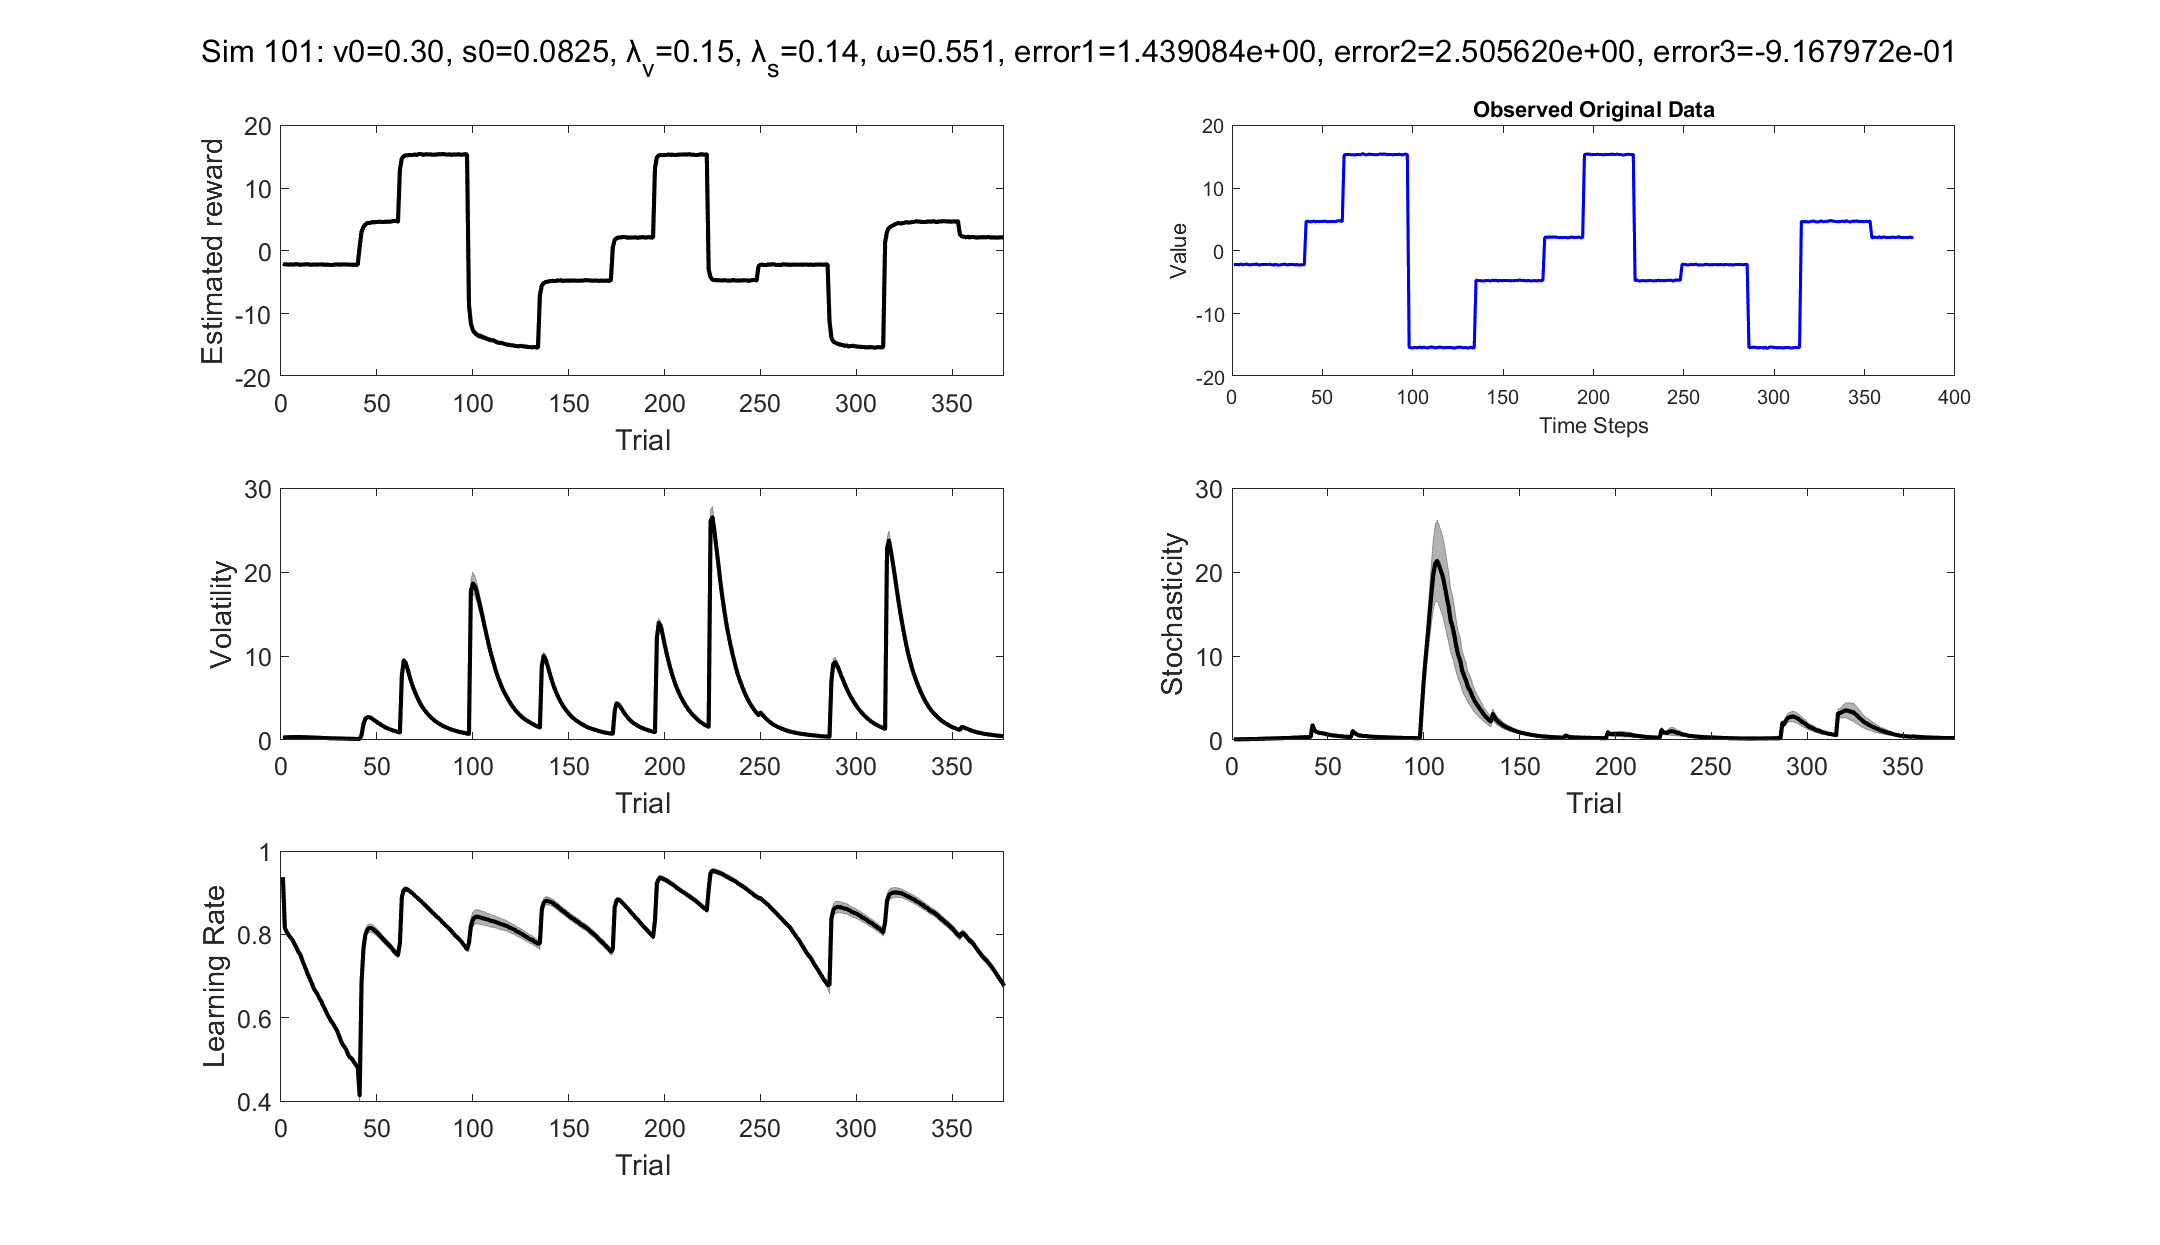 Sim 101: v0=0.30, s0=0.0825, λ_v=0.15, λ_s=0.14, ω=0.551, error1=1.439084e+00, error2=2.505620e+00, error3=-9.167972e-01
Estimated reward
20
10
0
-10
-20
0 50 100 150 200 250 300 350
Trial
Observed Original Data
Value
20
10
0
-10
-20
0 50 100 150 200 250 300 350 400
Time Steps
Volatility
30
20
10
0
0 50 100 150 200 250 300 350
Trial
Stochasticity
30
20
10
0
0 50 100 150 200 250 300 350
Trial
Learning Rate
1
0.8
0.6
0.4
0 50 100 150 200 250 300 350
Trial